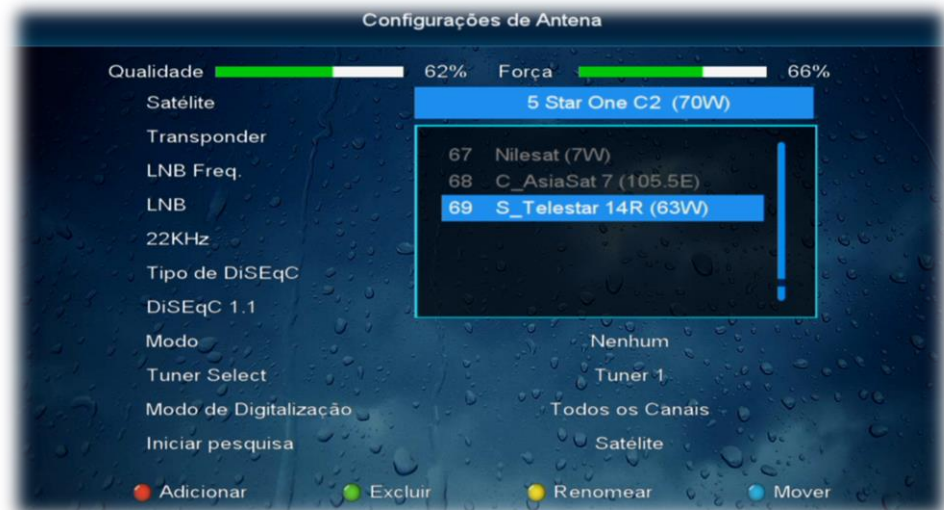 Configurações de Antena
Qualidade 62% Força 66%
Satélite 5 Star One C2 (70W)
Transponder
67 Nilesat (7W)
LNB Freq.
68 C_AsiaSat 7 (105.5E)
LNB
69 S_Telestar 14R (63W)
22KHz
Tipo de DiSEqC
DiSEqC 1.1
Modo Nenhum
Tuner Select Tuner 1
Modo de Digitalização Todos os Canais
Iniciar pesquisa Satélite
Adicionar Excluir Renomear Mover